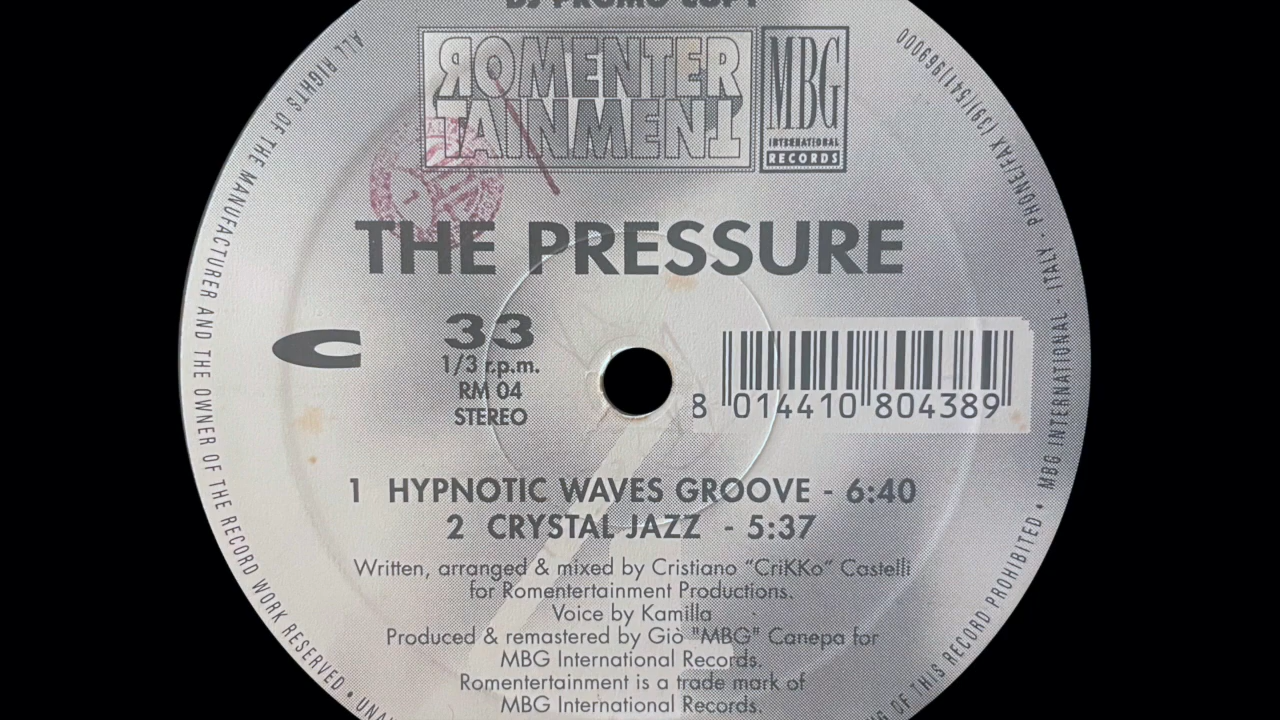 DJ PROMO COPY
ROMENTER
TAINMENT
MBG
INTERNATIONAL
RECORDS
THE PRESSURE
C
33
1/3 r.p.m.
RM 04
STEREO
8 014410 804389
1 HYPNOTIC WAVES GROOVE - 6:40
2 CRYSTAL JAZZ - 5:37
Written, arranged & mixed by Cristiano “CriKKo” Castelli
for Romentertainment Productions.
Voice by Kamilla
Produced & remastered by Giò "MBG" Canepa for
MBG International Records.
Romentertainment is a trade mark of
MBG International Records.
ALL RIGHTS OF THE MANUFACTURER AND THE OWNER OF THE RECORD WORK RESERVED •
OF THIS RECORD PROHIBITED • MBG INTERNATIONAL - ITALY - PHONE/FAX (39)/541/969000